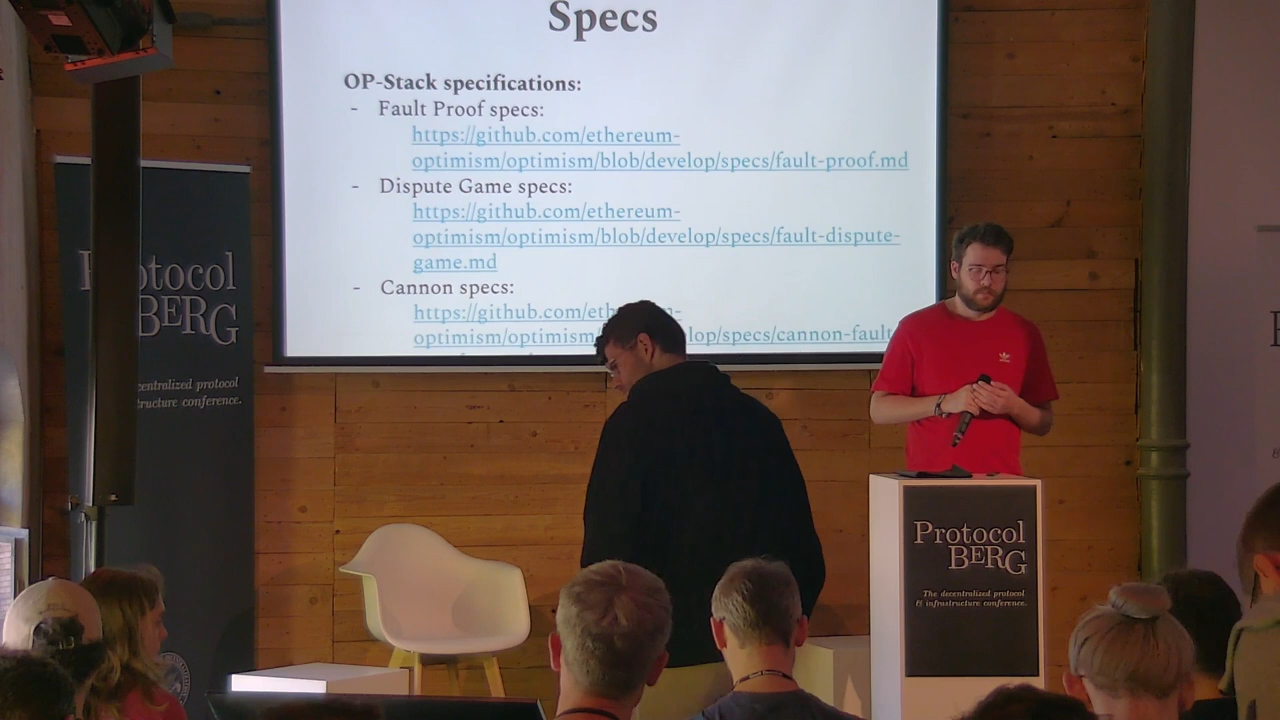 Specs
OP-Stack specifications:
- Fault Proof specs:
https://github.com/ethereum-
optimism/optimism/blob/develop/specs/fault-proof.md
- Dispute Game specs:
https://github.com/ethereum-
optimism/optimism/blob/develop/specs/fault-dispute-
game.md
- Cannon specs:
https://github.com/eth
optimism/optimism lop/specs/cannon-fault
otocol
BERG
centralized protocol
tructure conference.
Protocol
BERG
The decentralized protocol
& infrastructure conference.